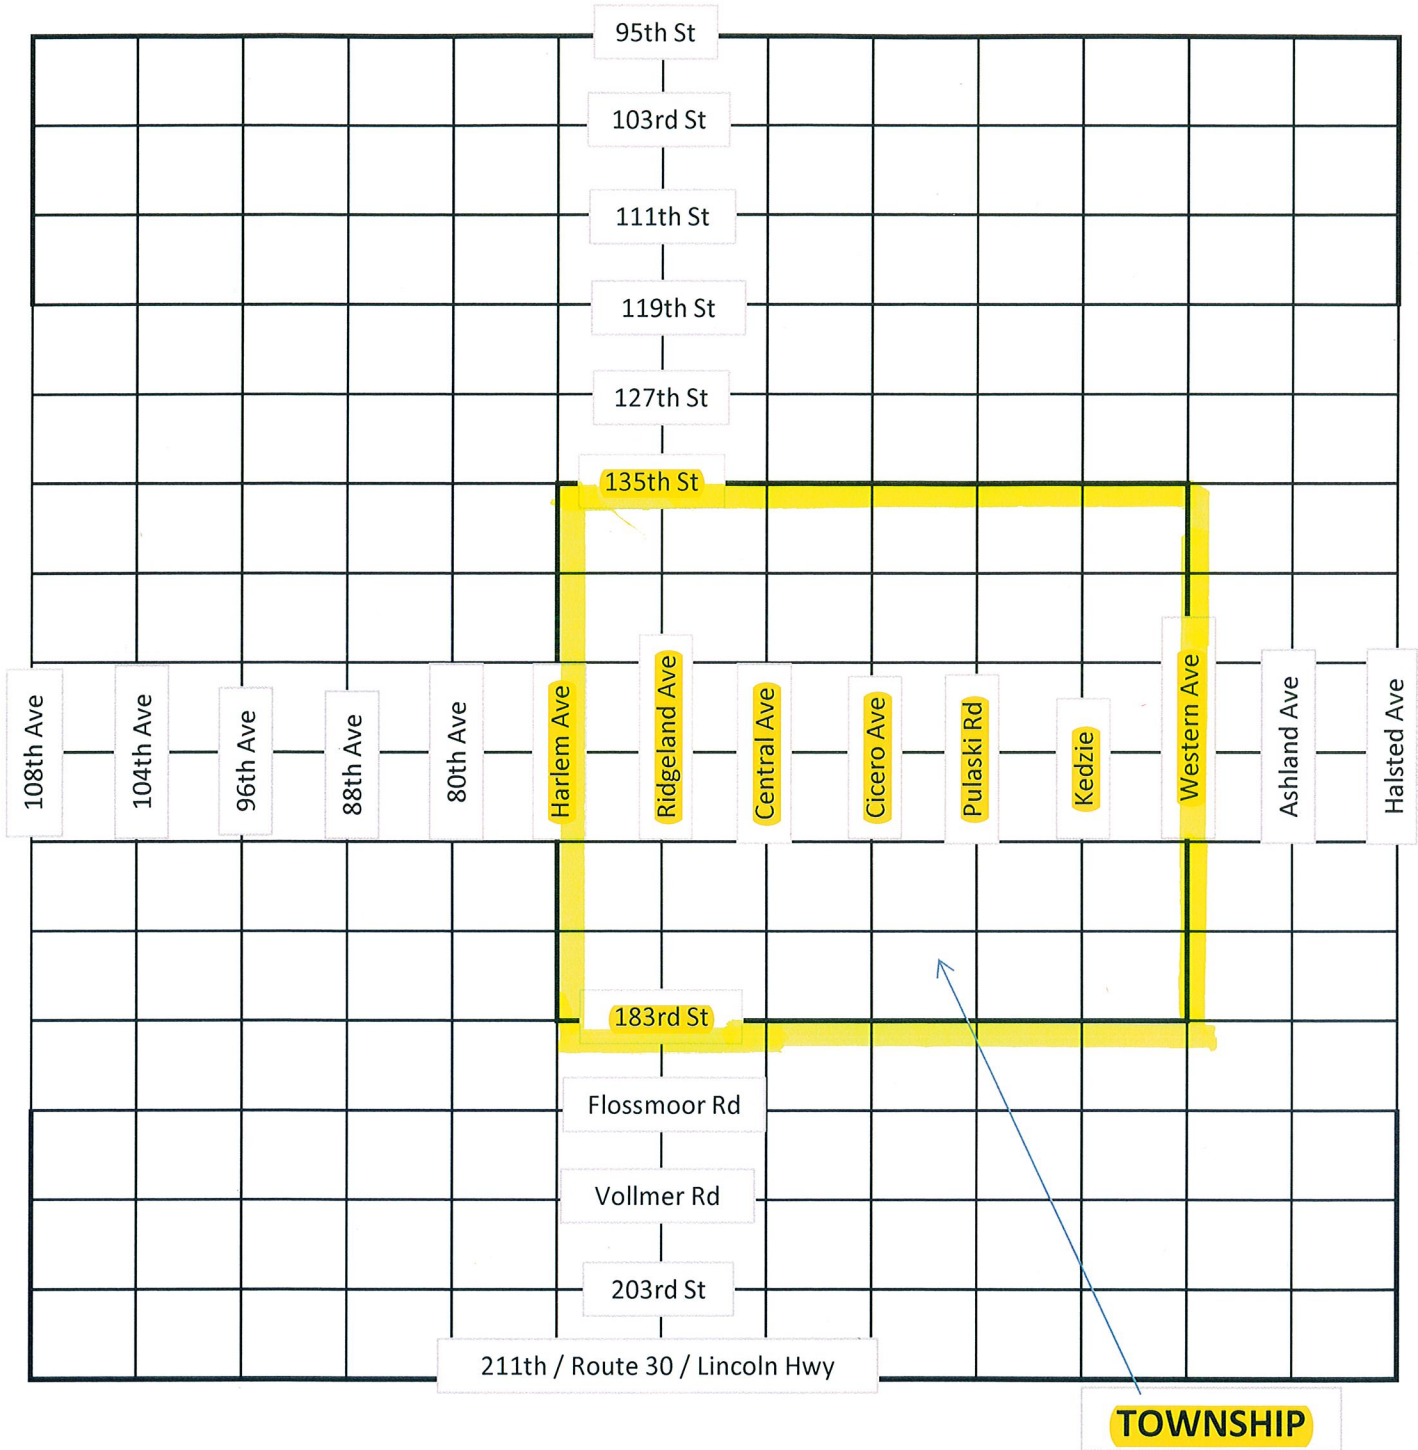 95th St
103rd St
111th St
119th St
127th St
135th St
108th Ave
104th Ave
96th Ave
88th Ave
80th Ave
Harlem Ave
Ridgeland Ave
Central Ave
Cicero Ave
Pulaski Rd
Kedzie
Western Ave
Ashland Ave
Halsted Ave
183rd St
Flossmoor Rd
Vollmer Rd
203rd St
211th / Route 30 / Lincoln Hwy
TOWNSHIP